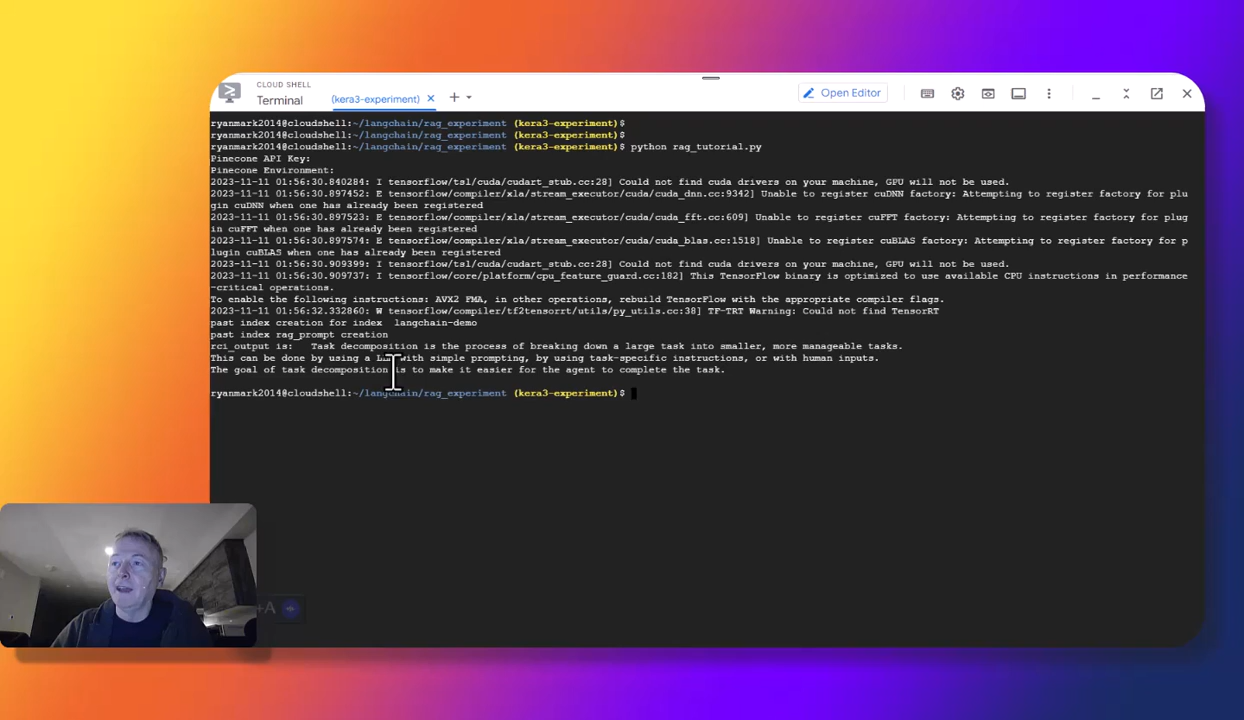 CLOUD SHELL
Terminal
(kera3-experiment)
Open Editor
ryanmark2014@cloudshell:~/langchain/rag_experiment (kera3-experiment)$
ryanmark2014@cloudshell:~/langchain/rag_experiment (kera3-experiment)$
ryanmark2014@cloudshell:~/langchain/rag_experiment (kera3-experiment)$ python rag_tutorial.py
Pinecone API Key:
Pinecone Environment:
2023-11-11 01:56:30.840284: I tensorflow/tsl/cuda/cudart_stub.cc:28] Could not find cuda drivers on your machine, GPU will not be used.
2023-11-11 01:56:30.897452: E tensorflow/compiler/xla/stream_executor/cuda/cuda_dnn.cc:9342] Unable to register cuDNN factory: Attempting to register factory for plu
gin cuDNN when one has already been registered
2023-11-11 01:56:30.897523: E tensorflow/compiler/xla/stream_executor/cuda/cuda_fft.cc:609] Unable to register cuFFT factory: Attempting to register factory for plug
in cuFFT when one has already been registered
2023-11-11 01:56:30.897574: E tensorflow/compiler/xla/stream_executor/cuda/cuda_blas.cc:1518] Unable to register cuBLAS factory: Attempting to register factory for p
lugin cuBLAS when one has already been registered
2023-11-11 01:56:30.909399: I tensorflow/tsl/cuda/cudart_stub.cc:28] Could not find cuda drivers on your machine, GPU will not be used.
2023-11-11 01:56:30.909737: I tensorflow/core/platform/cpu_feature_guard.cc:182] This TensorFlow binary is optimized to use available CPU instructions in performance
-critical operations.
To enable the following instructions: AVX2 FMA, in other operations, rebuild TensorFlow with the appropriate compiler flags.
2023-11-11 01:56:32.332860: W tensorflow/compiler/tf2tensorrt/utils/py_utils.cc:38] TF-TRT Warning: Could not find TensorRT
past index creation for index  langchain-demo
past index rag_prompt creation
rci_output is:   Task decomposition is the process of breaking down a large task into smaller, more manageable tasks.
This can be done by using a with simple prompting, by using task-specific instructions, or with human inputs.
The goal of task decomposition is to make it easier for the agent to complete the task.
ryanmark2014@cloudshell:~/langchain/rag_experiment (kera3-experiment)$
+A